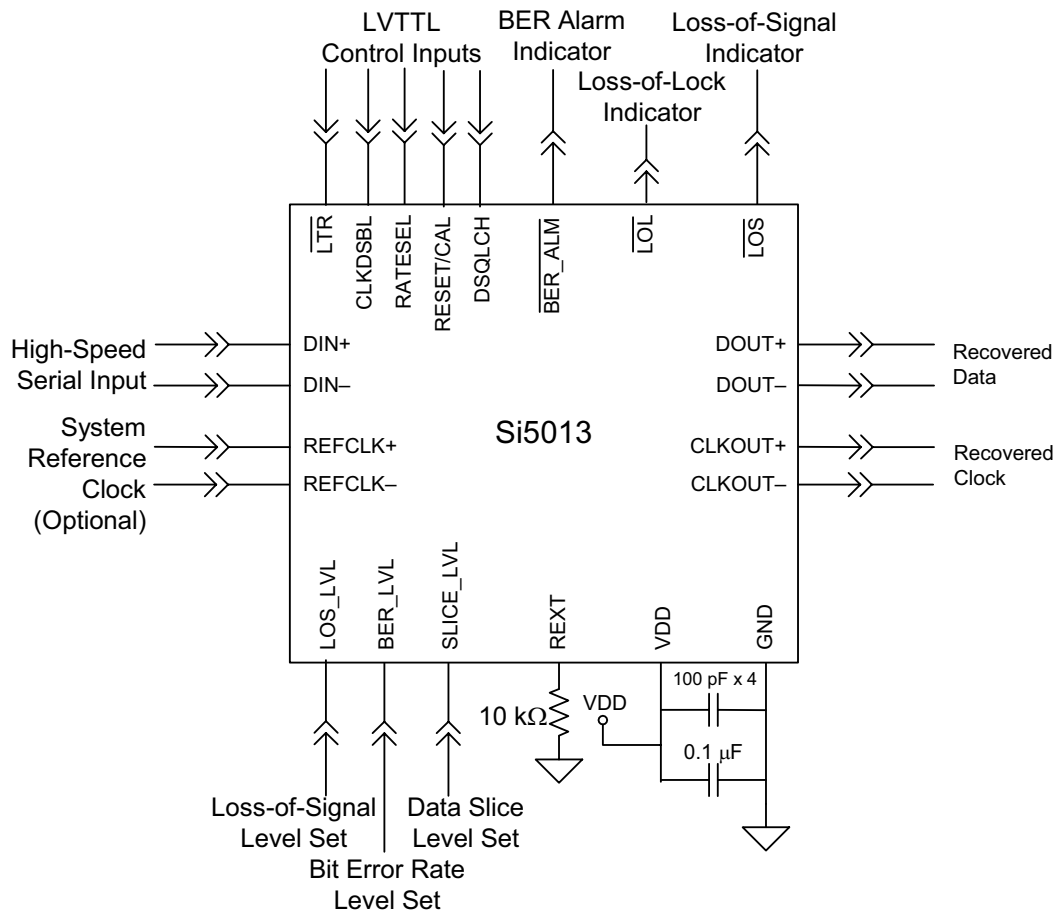 LVTTL
Control Inputs
BER Alarm
Indicator
Loss-of-Signal
Indicator
Loss-of-Lock
Indicator
LTR
CLKDSBL
RATESEL
RESET/CAL
DSQLCH
BER_ALM
LOL
LOS
High-Speed
Serial Input
DIN+
DIN–
System
Reference
Clock
(Optional)
REFCLK+
REFCLK–
Si5013
DOUT+
DOUT–
Recovered
Data
CLKOUT+
CLKOUT–
Recovered
Clock
LOS_LVL
BER_LVL
SLICE_LVL
REXT
VDD
GND
10 kΩ
VDD
100 pF x 4
0.1 μF
Loss-of-Signal
Level Set
Data Slice
Level Set
Bit Error Rate
Level Set